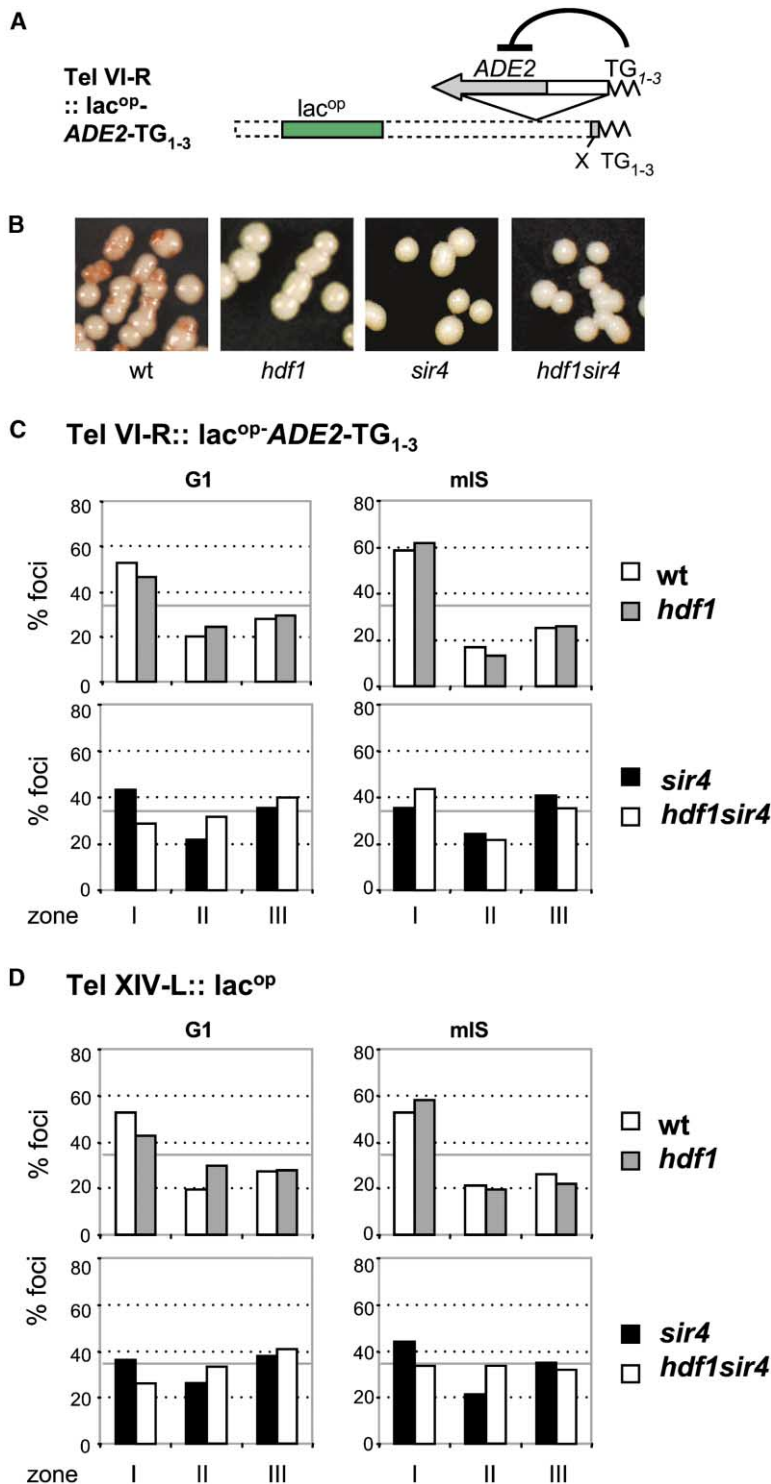 A
Tel VI-R
:: lacᵒᵖ-
ADE2-TG₁₋₃
lacᵒᵖ
ADE2
TG₁₋₃
X TG₁₋₃
B
wt hdf1 sir4 hdf1sir4
C Tel VI-R:: lacᵒᵖ⁻ADE2-TG₁₋₃
G1 mIS
% foci
80
60
40
20
0
80
60
40
20
0
wt
hdf1
% foci
80
60
40
20
0
80
60
40
20
0
sir4
hdf1sir4
zone I II III I II III
D Tel XIV-L:: lacᵒᵖ
G1 mIS
% foci
80
60
40
20
0
80
60
40
20
0
wt
hdf1
% foci
80
60
40
20
0
80
60
40
20
0
sir4
hdf1sir4
zone I II III I II III